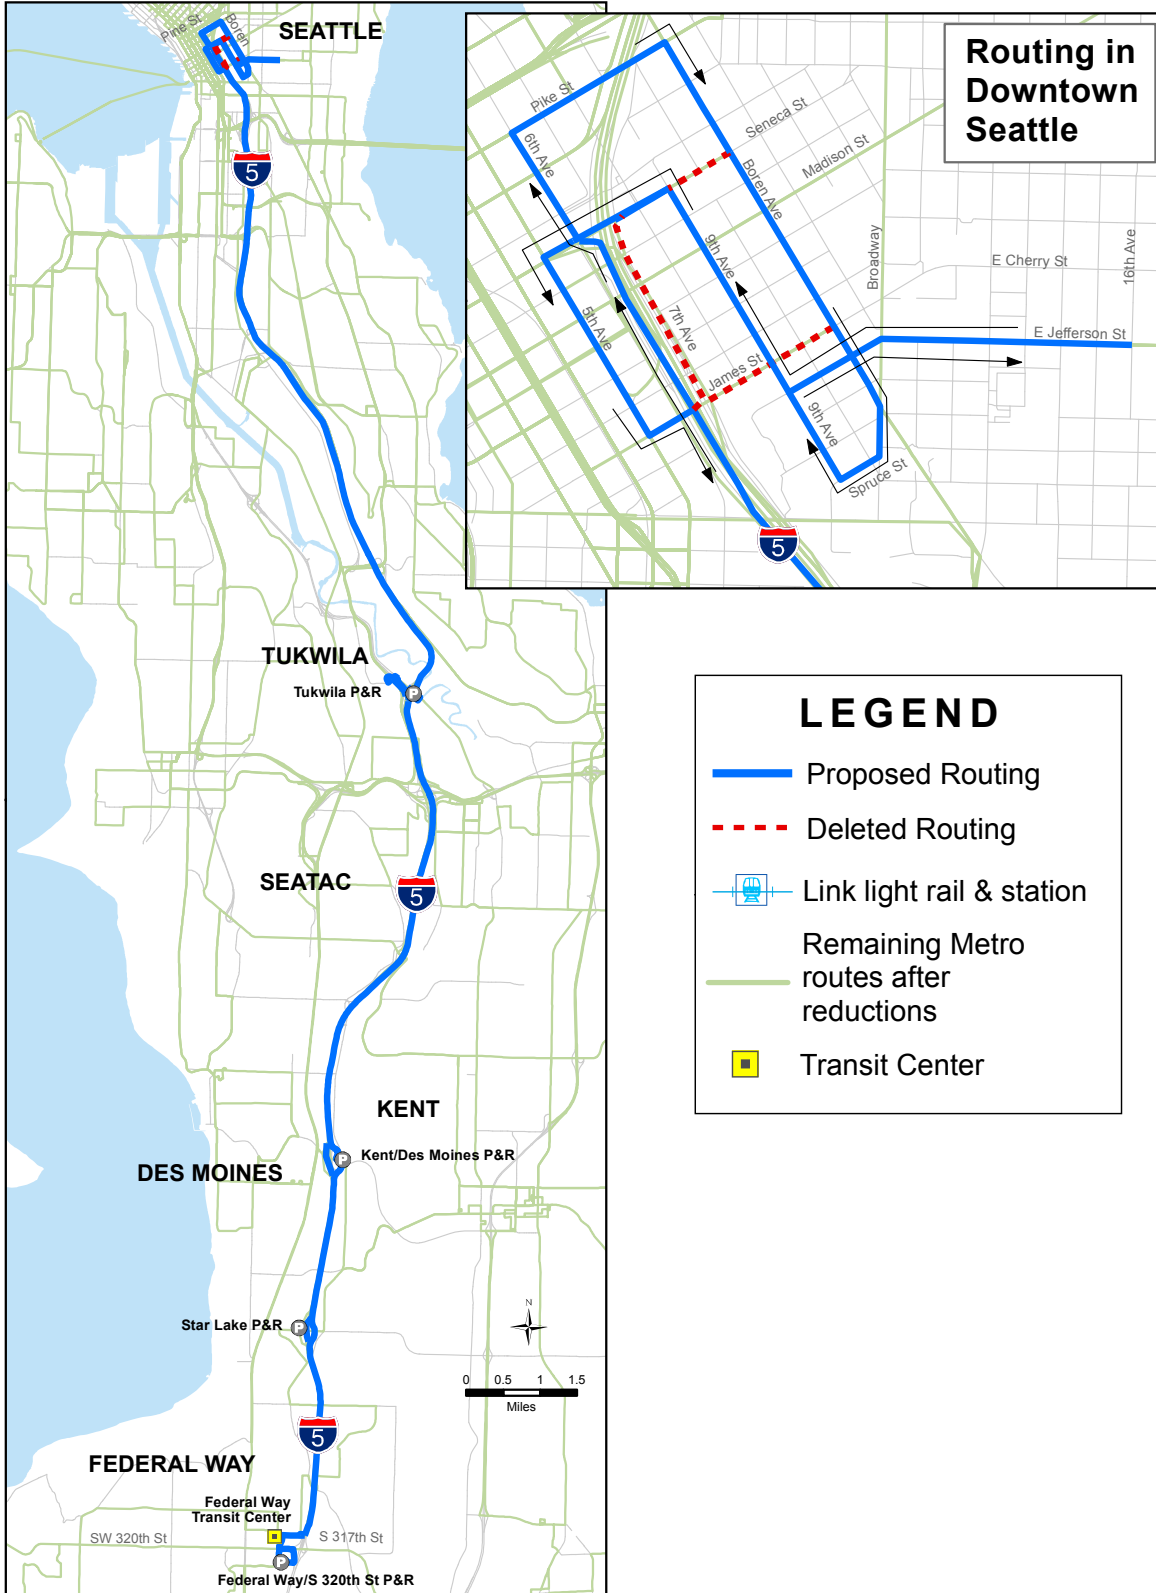 SEATTLE
Pine St
Boren
5
TUKWILA
Tukwila P&R
P
SEATAC
5
KENT
Kent/Des Moines P&R
P
DES MOINES
Star Lake P&R
P
N
0 0.5 1 1.5
Miles
5
FEDERAL WAY
Federal Way
Transit Center
SW 320th St
S 317th St
P
Federal Way/S 320th St P&R
Routing in
Downtown
Seattle
Pike St
6th Ave
Seneca St
Madison St
Boren Ave
9th Ave
Broadway
16th Ave
E Cherry St
E Jefferson St
5th Ave
7th Ave
James St
9th Ave
Spruce St
5
LEGEND
Proposed Routing
Deleted Routing
Link light rail & station
Remaining Metro
routes after
reductions
Transit Center